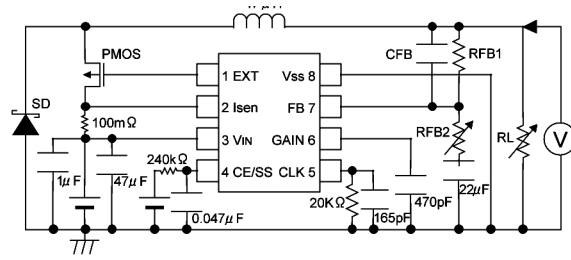 PMOS
CFB
RFB1
1 EXT
Vss 8
SD
2 Isen
FB 7
100mΩ
3 VIN
GAIN 6
RFB2
RL
V
240kΩ
1μF
47μF
4 CE/SS
CLK 5
22μF
0.047μF
20KΩ
165pF
470pF